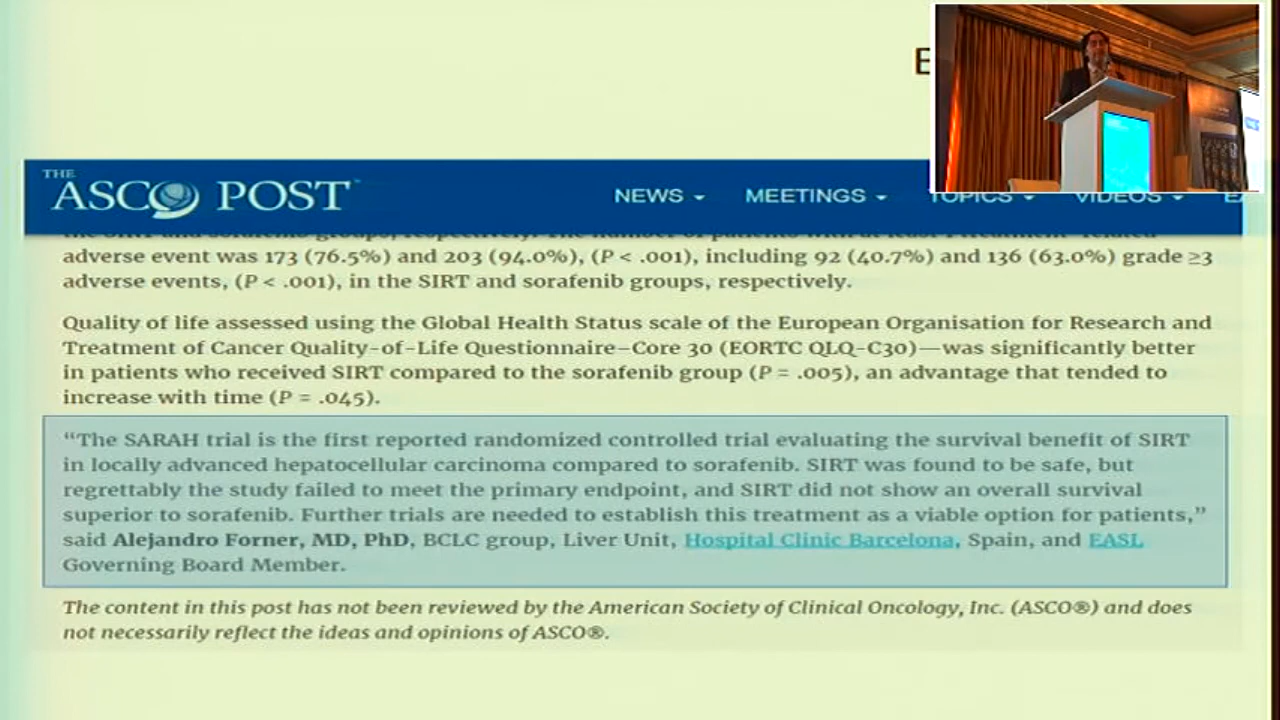 E
THE
ASCO POST
NEWS
MEETINGS
TOPICS
VIDEOS
adverse event was 173 (76.5%) and 203 (94.0%), (P < .001), including 92 (40.7%) and 136 (63.0%) grade ≥3
adverse events, (P < .001), in the SIRT and sorafenib groups, respectively.
Quality of life assessed using the Global Health Status scale of the European Organisation for Research and
Treatment of Cancer Quality-of-Life Questionnaire–Core 30 (EORTC QLQ-C30)—was significantly better
in patients who received SIRT compared to the sorafenib group (P = .005), an advantage that tended to
increase with time (P = .045).
“The SARAH trial is the first reported randomized controlled trial evaluating the survival benefit of SIRT
in locally advanced hepatocellular carcinoma compared to sorafenib. SIRT was found to be safe, but
regrettably the study failed to meet the primary endpoint, and SIRT did not show an overall survival
superior to sorafenib. Further trials are needed to establish this treatment as a viable option for patients,”
said Alejandro Forner, MD, PhD, BCLC group, Liver Unit, Hospital Clinic Barcelona, Spain, and EASL
Governing Board Member.
The content in this post has not been reviewed by the American Society of Clinical Oncology, Inc. (ASCO®) and does
not necessarily reflect the ideas and opinions of ASCO®.